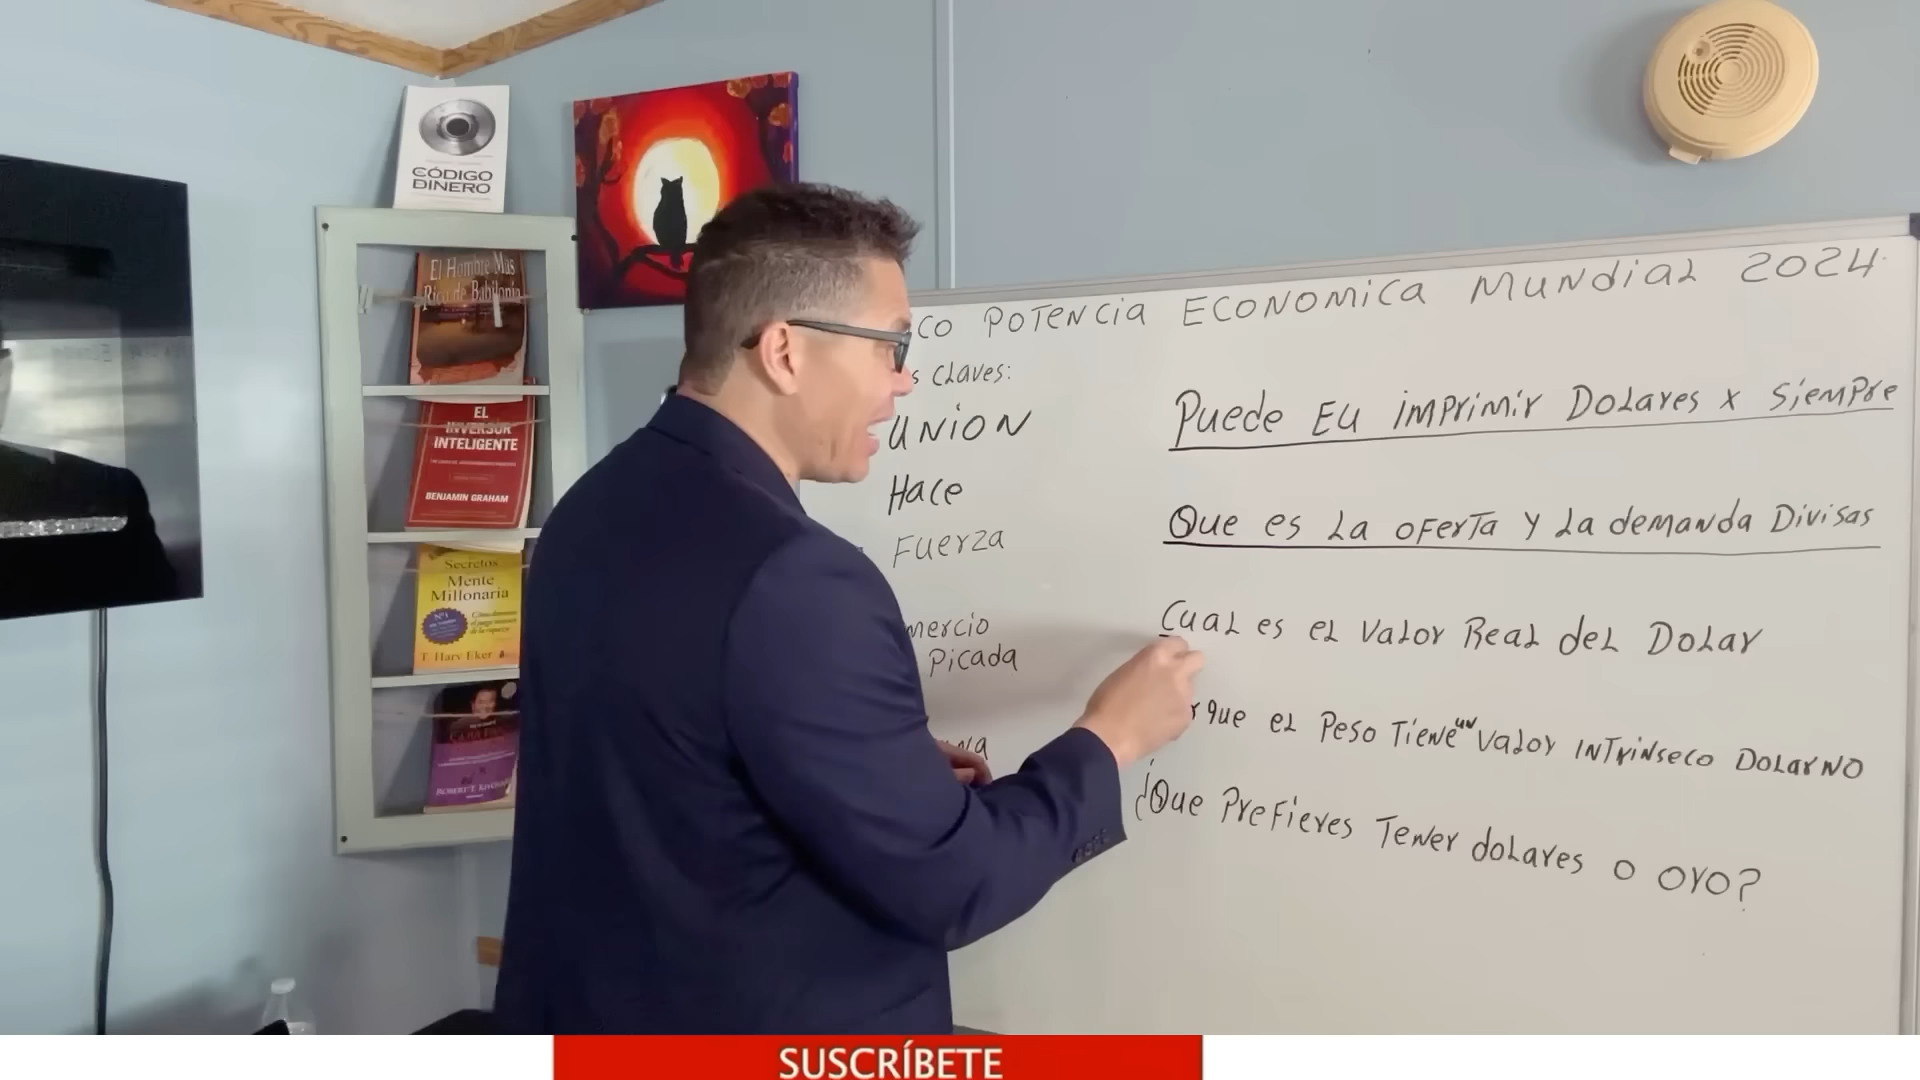 CÓDIGO
DINERO
El Hombre Más
Rico de Babilonia
EL
INVERSOR
INTELIGENTE
BENJAMIN GRAHAM
Secretos
Mente
Millonaria
T. Harv Eker
ROBERT T. KIYOSAKI
CO POTENCIA ECONOMICA MUNDIAL 2024
s CLAVES:
UNION
Hace
Fuerza
mercio
Picada
Puede EU imprimir DOLARES x Siempre
Que es La oferta y La demanda Divisas
Cual es el Valor Real del Dolar
r que el Peso Tiene un Valor INTrinseco DOLAR NO
¿Que Prefieres Tener dolares o oro?
SUSCRÍBETE